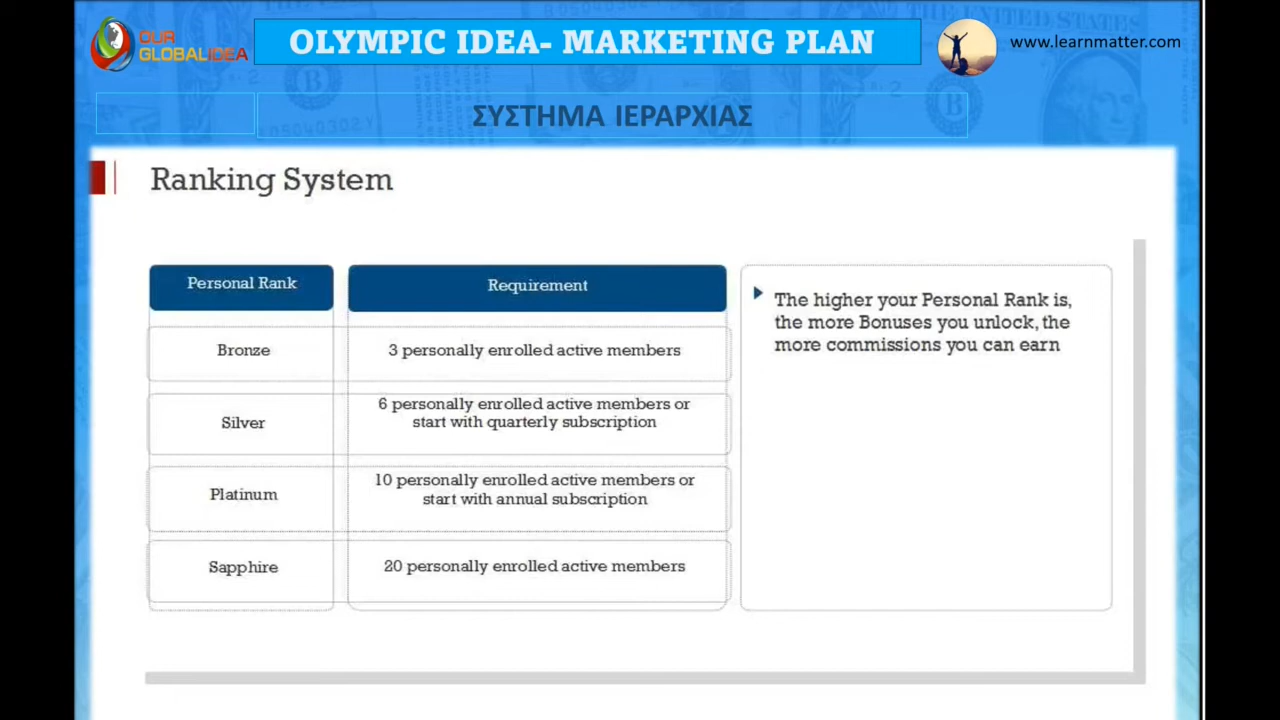 OUR
GLOBALIDEA
OLYMPIC IDEA- MARKETING PLAN
www.learnmatter.com
ΣΥΣΤΗΜΑ ΙΕΡΑΡΧΙΑΣ
Ranking System
Personal Rank
Requirement
Bronze
3 personally enrolled active members
Silver
6 personally enrolled active members or
start with quarterly subscription
Platinum
10 personally enrolled active members or
start with annual subscription
Sapphire
20 personally enrolled active members
The higher your Personal Rank is,
the more Bonuses you unlock, the
more commissions you can earn